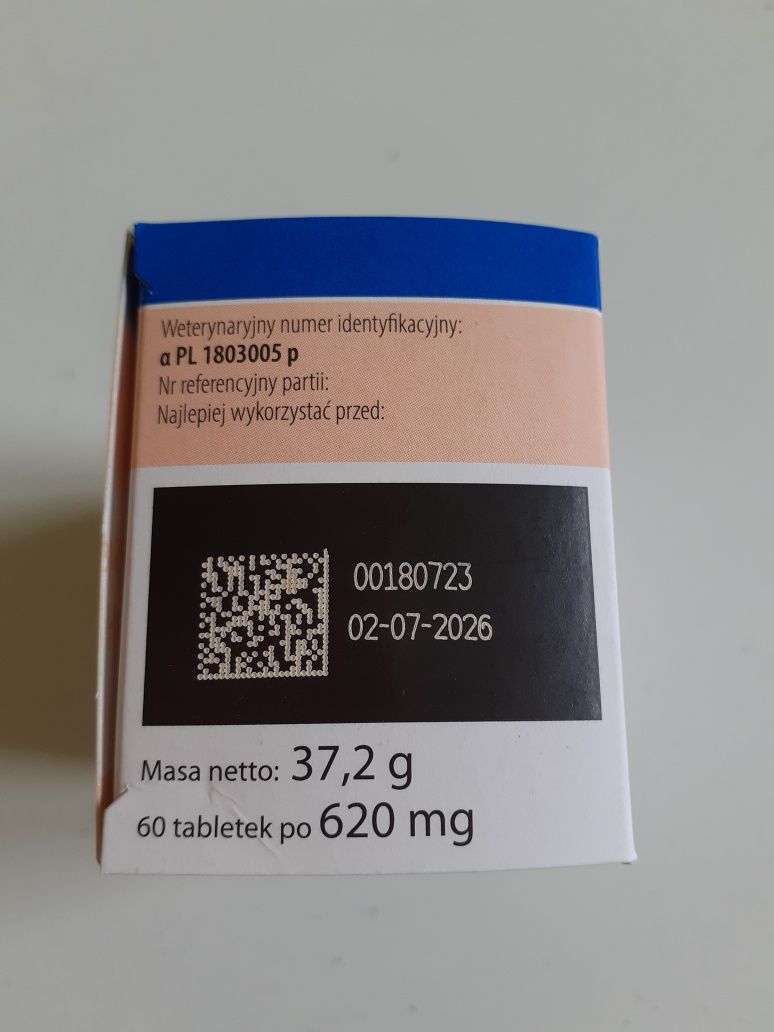 Weterynaryjny numer identyfikacyjny:
α PL 1803005 p
Nr referencyjny partii:
Najlepiej wykorzystać przed:
00180723
02-07-2026
Masa netto: 37,2 g
60 tabletek po 620 mg